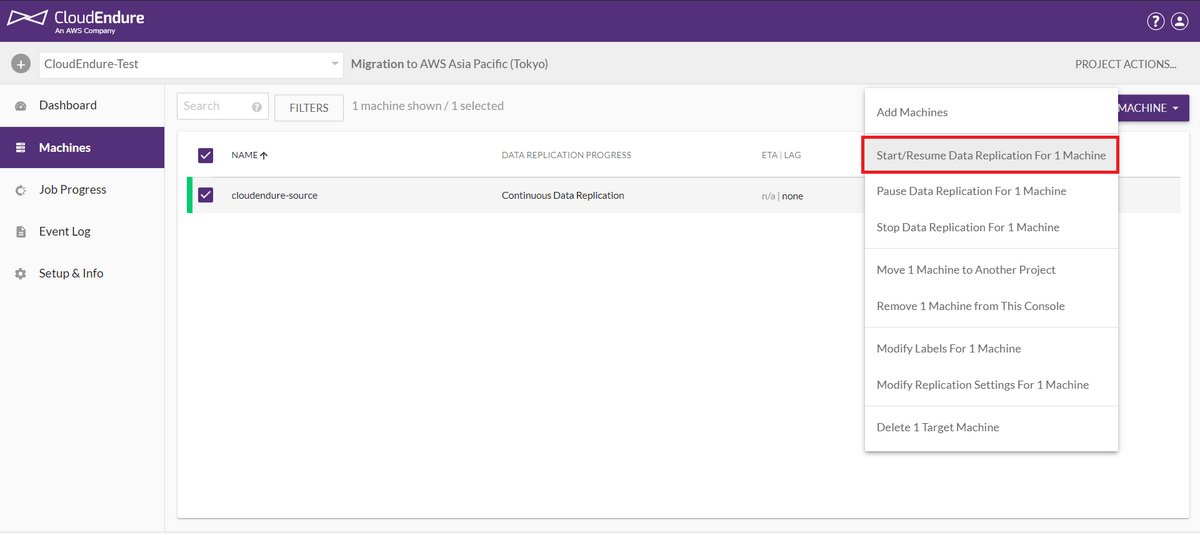 CloudEndure
An AWS Company
?
+
CloudEndure-Test
Migration to AWS Asia Pacific (Tokyo)
PROJECT ACTIONS...
Dashboard
Machines
Job Progress
Event Log
Setup & Info
Search
?
FILTERS
1 machine shown / 1 selected
MACHINE
NAME
DATA REPLICATION PROGRESS
ETA | LAG
cloudendure-source
Continuous Data Replication
n/a | none
Add Machines
Start/Resume Data Replication For 1 Machine
Pause Data Replication For 1 Machine
Stop Data Replication For 1 Machine
Move 1 Machine to Another Project
Remove 1 Machine from This Console
Modify Labels For 1 Machine
Modify Replication Settings For 1 Machine
Delete 1 Target Machine